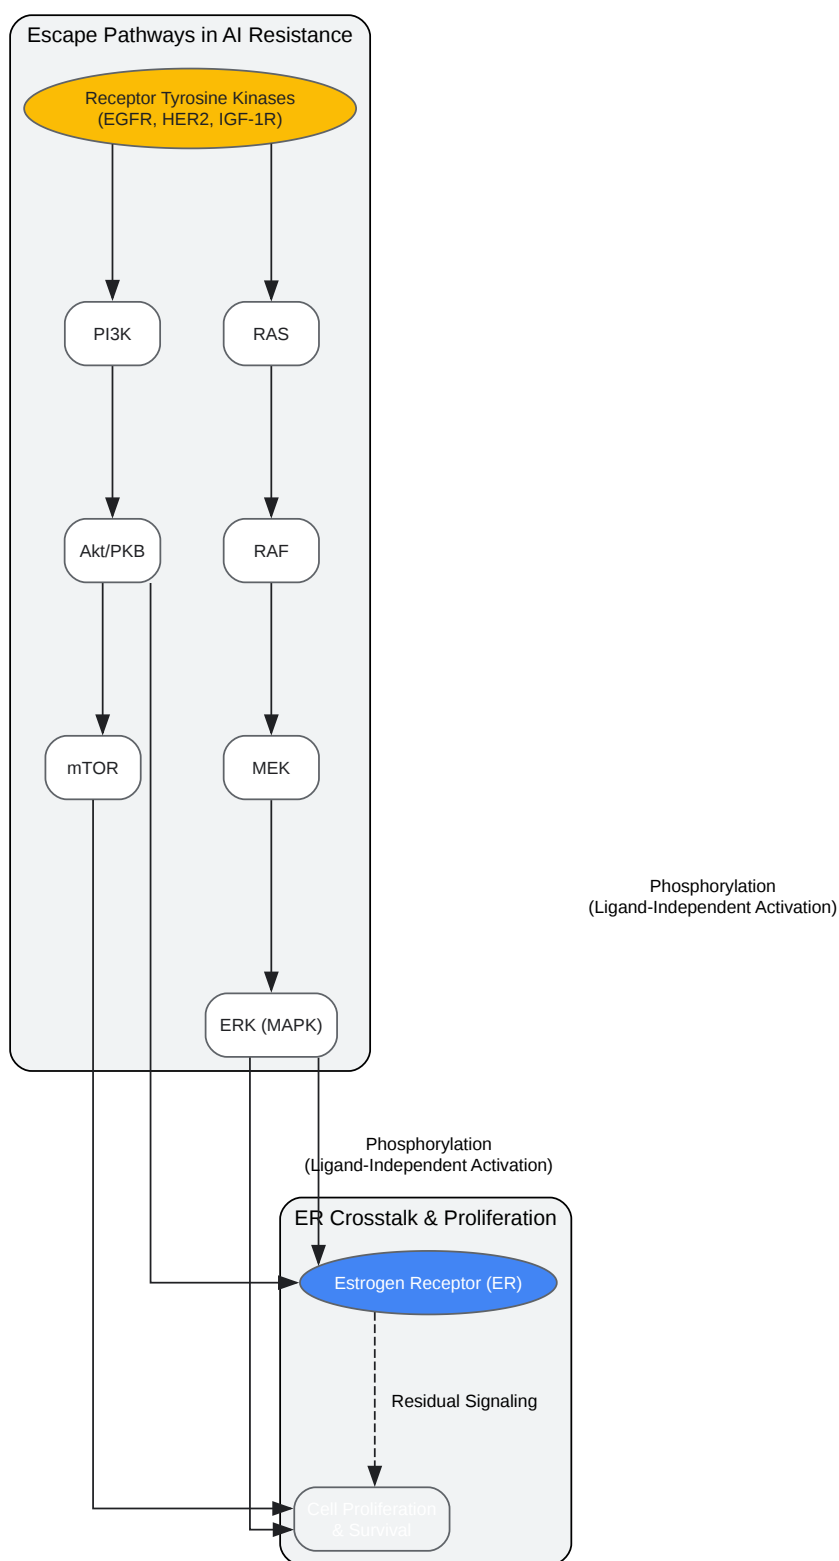 Escape Pathways in AI Resistance
Receptor Tyrosine Kinases
(EGFR, HER2, IGF-1R)
PI3K
RAS
Akt/PKB
RAF
mTOR
MEK
Phosphorylation
(Ligand-Independent Activation)
ERK (MAPK)
Phosphorylation
(Ligand-Independent Activation)
ER Crosstalk & Proliferation
Estrogen Receptor (ER)
Residual Signaling
Cell Proliferation
& Survival